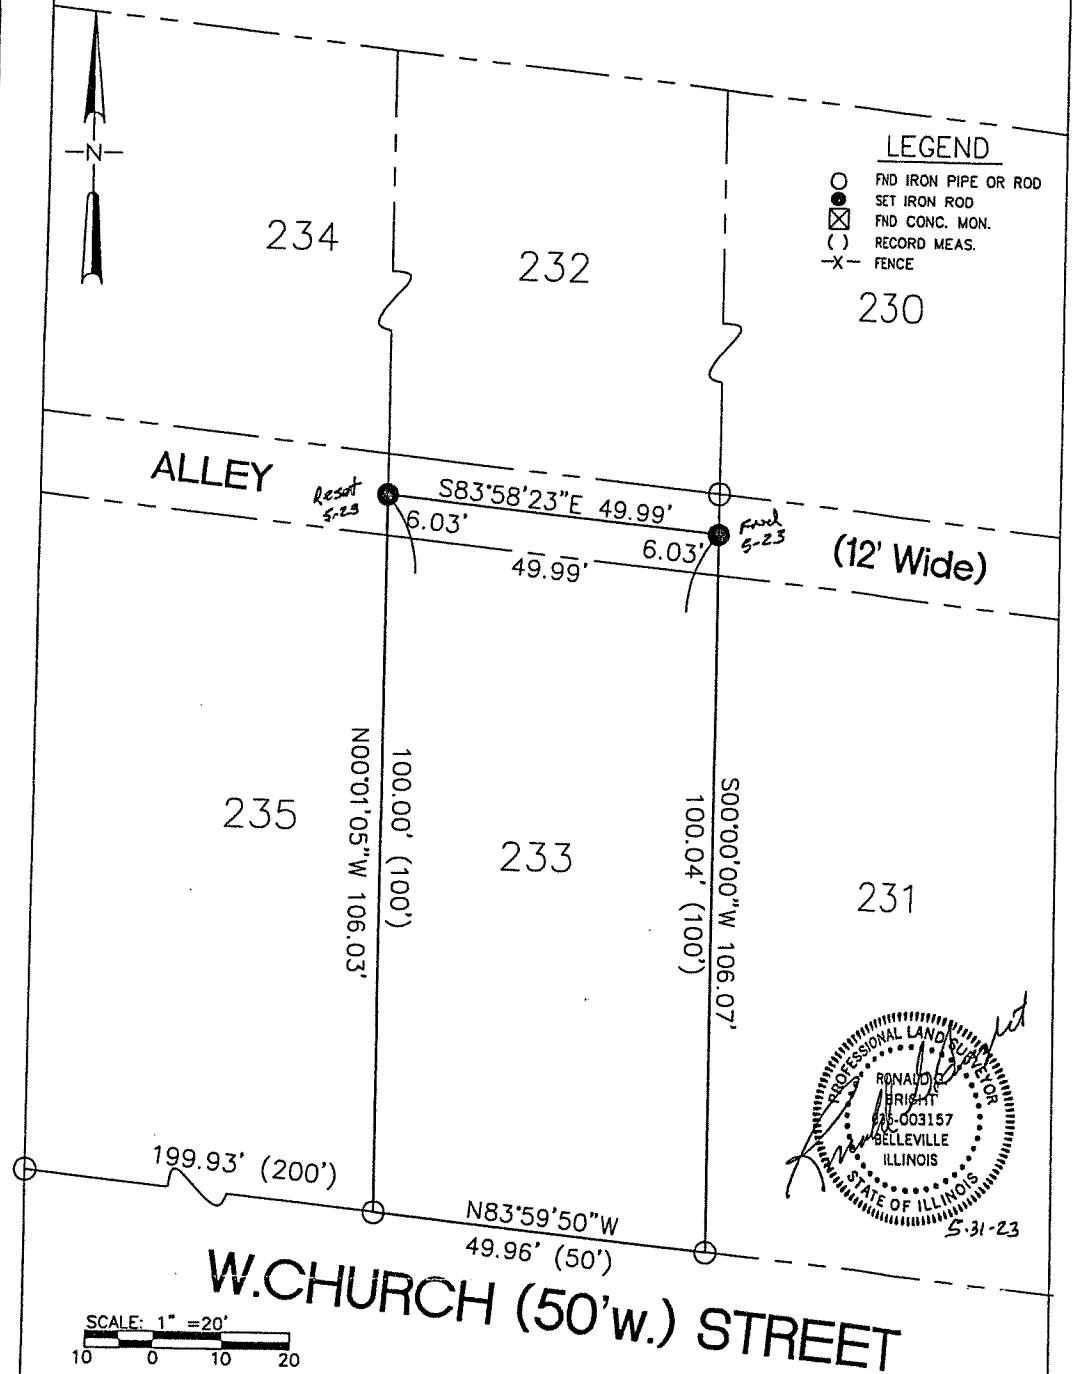 N
LEGEND
FND IRON PIPE OR ROD
SET IRON ROD
FND CONC. MON.
( ) RECORD MEAS.
-X- FENCE
234
232
230
ALLEY
Reset
5-23
S83°58'23"E 49.99'
6.03'
6.03'
49.99'
Fnd
5-23
(12' Wide)
N00°01'05"W 106.03'
100.00' (100')
S00°00'00"W 106.07'
100.04' (100')
235
233
231
PROFESSIONAL LAND SURVEYOR
RONALD
BRIGHT
003157
BELLEVILLE
ILLINOIS
STATE OF ILLINOIS
5-31-23
199.93' (200')
N83°59'50"W
49.96' (50')
W.CHURCH (50'w.) STREET
SCALE: 1" =20'
10 0 10 20